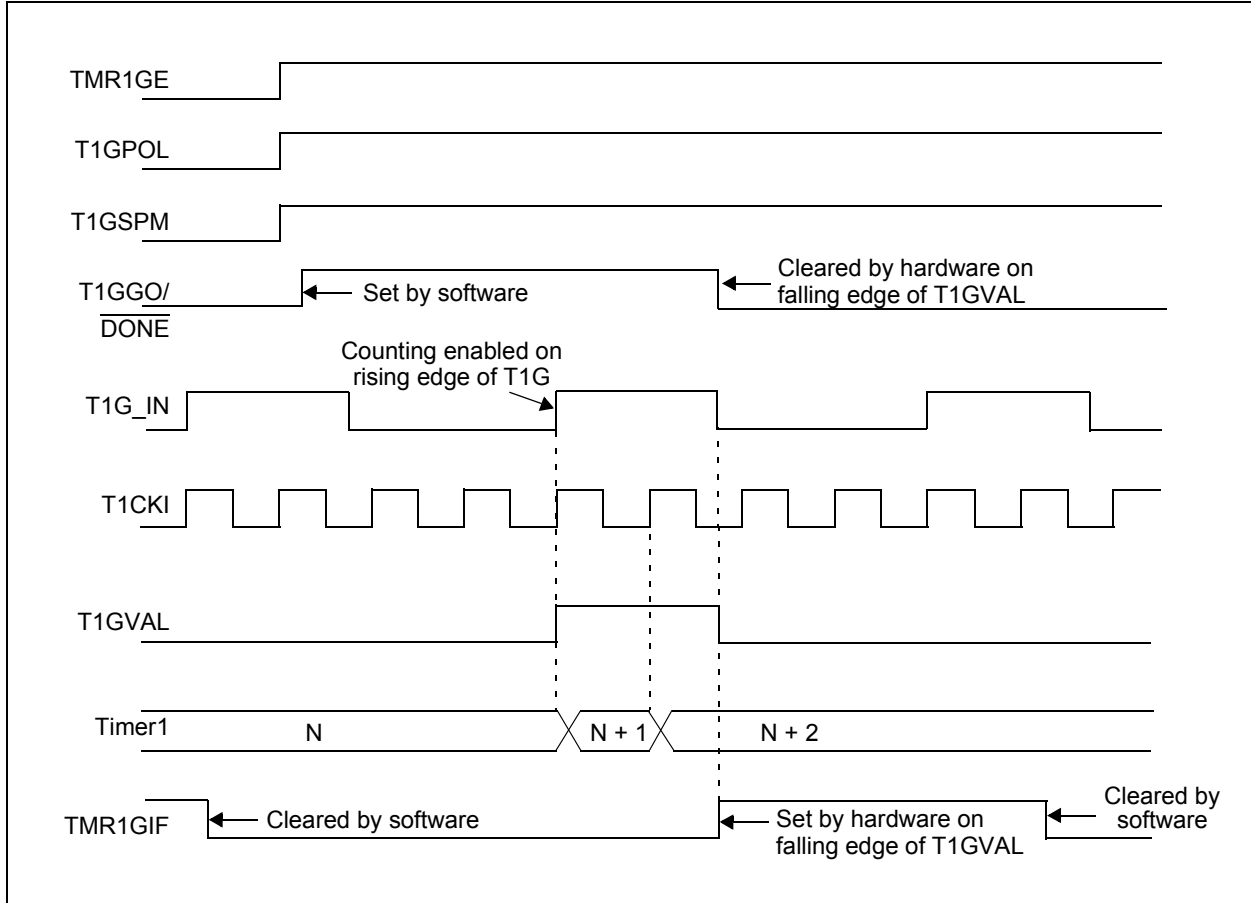 TMR1GE
T1GPOL
T1GSPM
T1GGO/
DONE
Set by software
Cleared by hardware on
falling edge of T1GVAL
Counting enabled on
rising edge of T1G
T1G_IN
T1CKI
T1GVAL
Timer1
N
N + 1
N + 2
TMR1GIF
Cleared by software
Set by hardware on
falling edge of T1GVAL
Cleared by
software